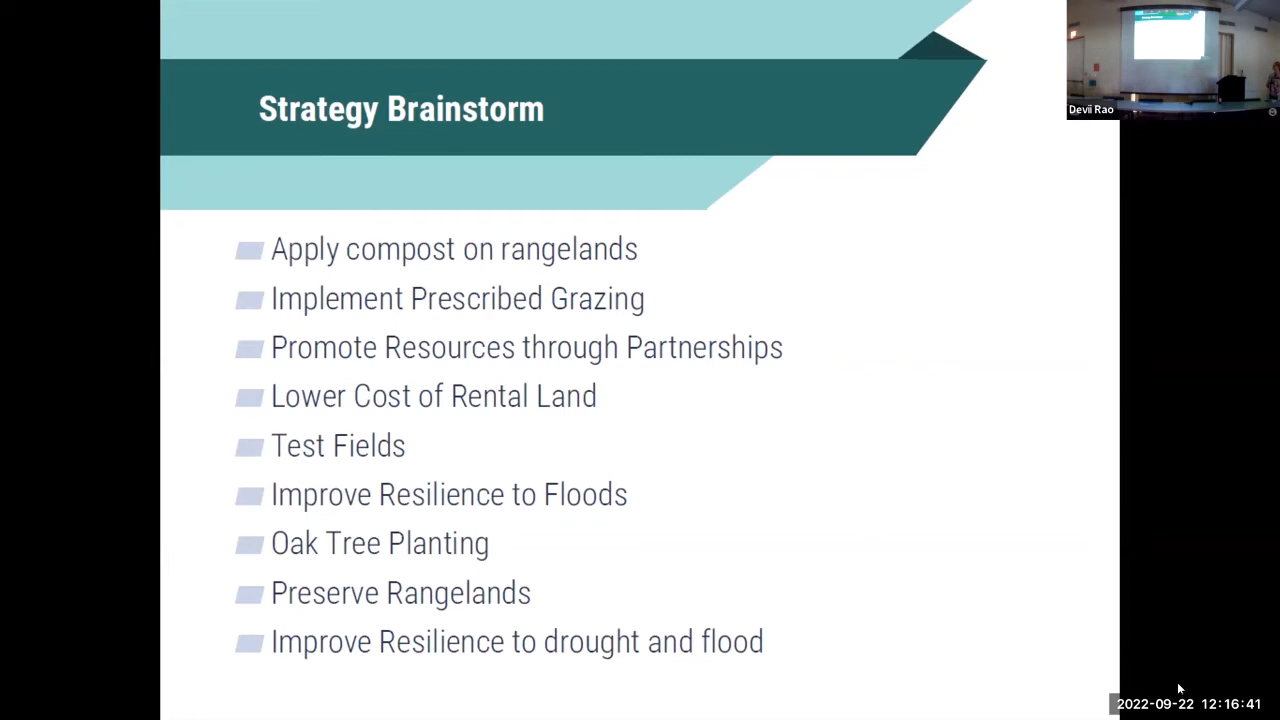 Strategy Brainstorm
Devii Rao
Apply compost on rangelands
Implement Prescribed Grazing
Promote Resources through Partnerships
Lower Cost of Rental Land
Test Fields
Improve Resilience to Floods
Oak Tree Planting
Preserve Rangelands
Improve Resilience to drought and flood
2022-09-22 12:16:41